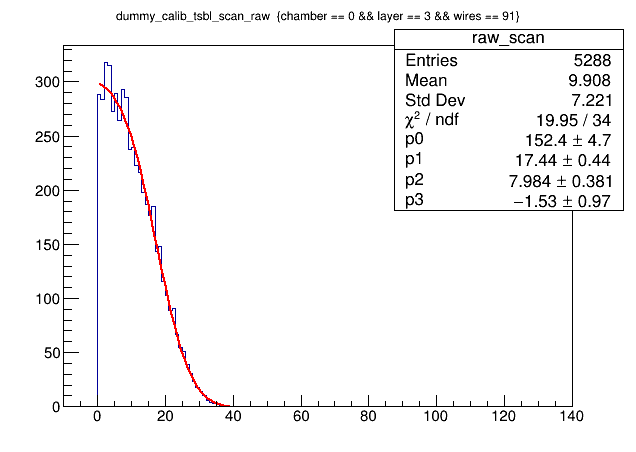 dummy_calib_tsbl_scan_raw {chamber == 0 && layer == 3 && wires == 91}
raw_scan
Entries 5288
Mean 9.908
Std Dev 7.221
χ² / ndf 19.95 / 34
p0 152.4 ± 4.7
p1 17.44 ± 0.44
p2 7.984 ± 0.381
p3 −1.53 ± 0.97
300
250
200
150
100
50
0
0 20 40 60 80 100 120 140